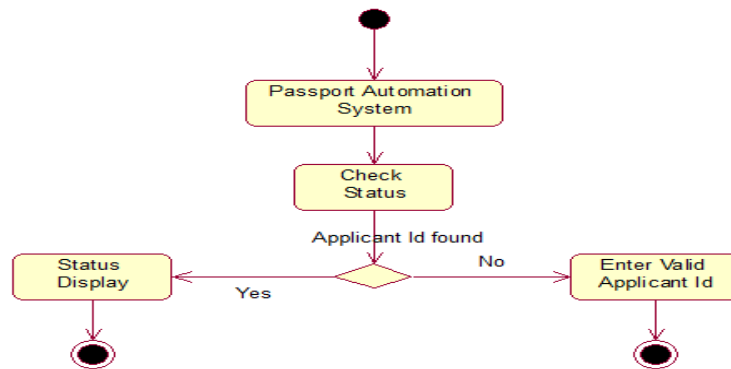 Passport Automation
System
Check
Status
Applicant Id found
Status
Display
Yes
No
Enter Valid
Applicant Id